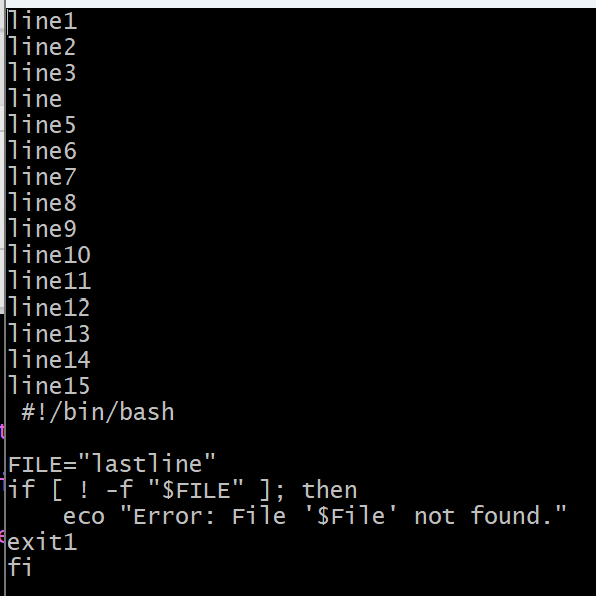 line1
line2
line3
line
line5
line6
line7
line8
line9
line10
line11
line12
line13
line14
line15
 #!/bin/bash

FILE="lastline"
if [ ! -f "$FILE" ]; then
    eco "Error: File '$File' not found."
exit1
fi